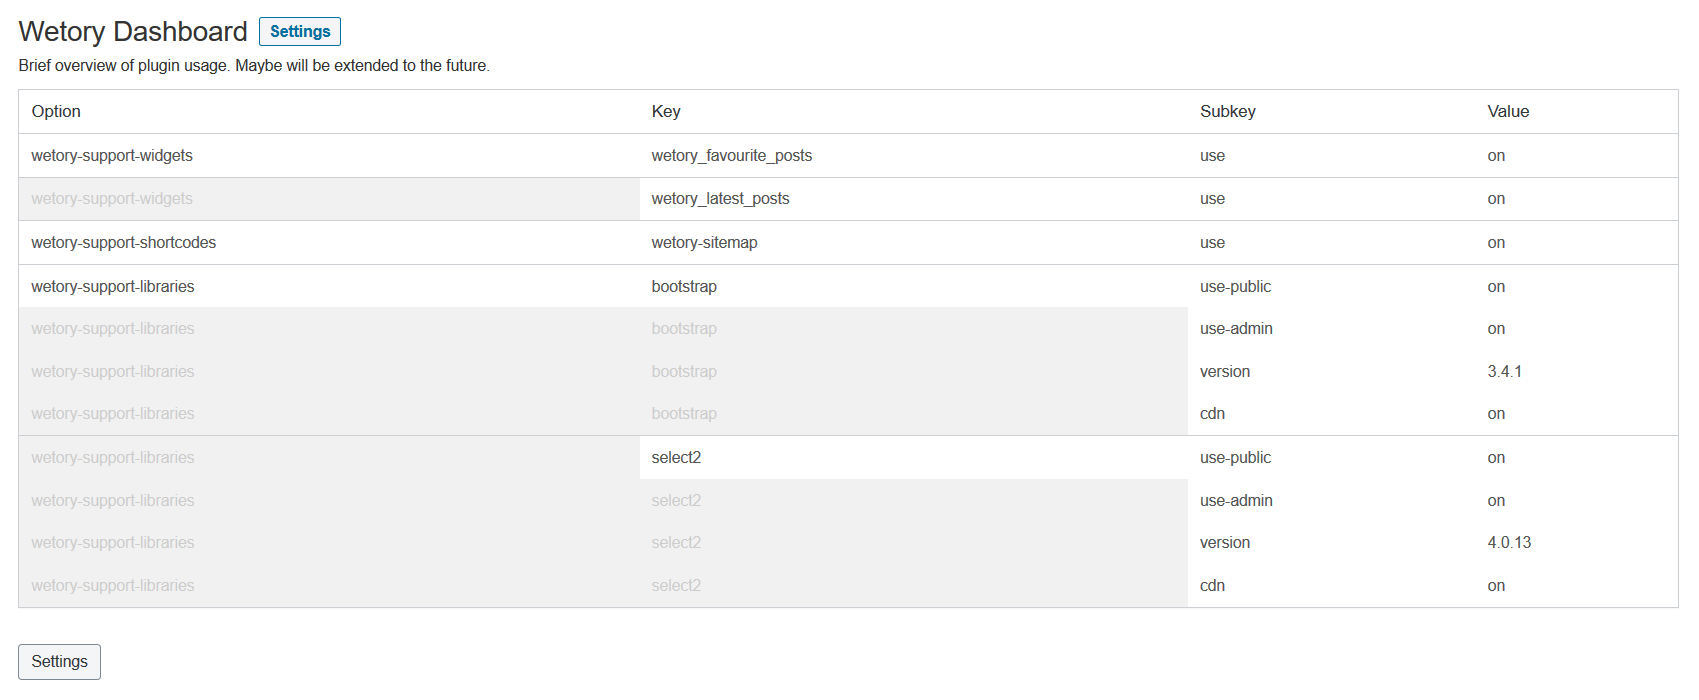 Wetory Dashboard Settings
Brief overview of plugin usage. Maybe will be extended to the future.
Option Key Subkey Value
wetory-support-widgets wetory_favourite_posts use on
wetory-support-widgets wetory_latest_posts use on
wetory-support-shortcodes wetory-sitemap use on
wetory-support-libraries bootstrap use-public on
wetory-support-libraries bootstrap use-admin on
wetory-support-libraries bootstrap version 3.4.1
wetory-support-libraries bootstrap cdn on
wetory-support-libraries select2 use-public on
wetory-support-libraries select2 use-admin on
wetory-support-libraries select2 version 4.0.13
wetory-support-libraries select2 cdn on
Settings